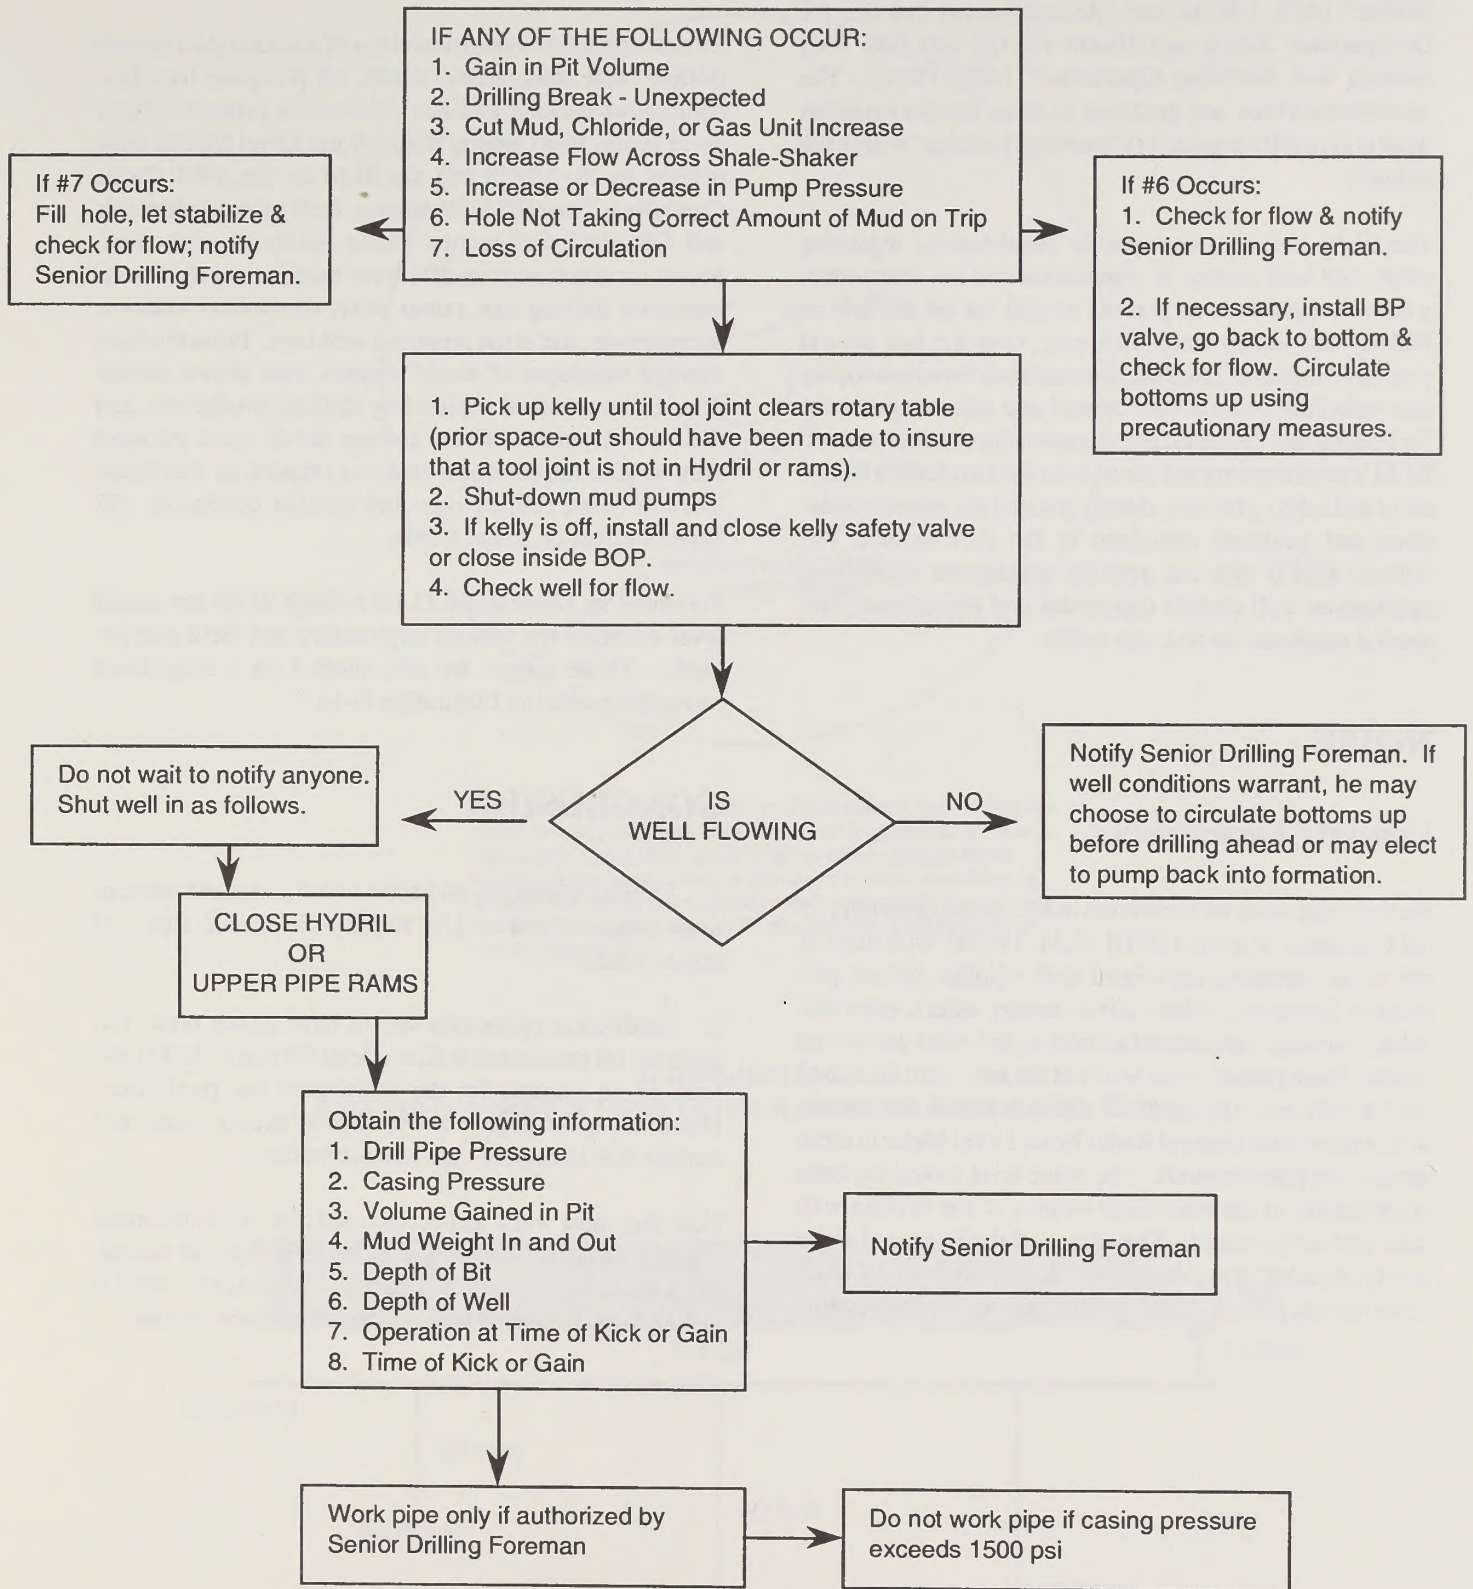 IF ANY OF THE FOLLOWING OCCUR:
1. Gain in Pit Volume
2. Drilling Break - Unexpected
3. Cut Mud, Chloride, or Gas Unit Increase
4. Increase Flow Across Shale-Shaker
5. Increase or Decrease in Pump Pressure
6. Hole Not Taking Correct Amount of Mud on Trip
7. Loss of Circulation
If #7 Occurs:
Fill hole, let stabilize &
check for flow; notify
Senior Drilling Foreman.
If #6 Occurs:
1. Check for flow & notify
Senior Drilling Foreman.
2. If necessary, install BP
valve, go back to bottom &
check for flow. Circulate
bottoms up using
precautionary measures.
1. Pick up kelly until tool joint clears rotary table
(prior space-out should have been made to insure
that a tool joint is not in Hydril or rams).
2. Shut-down mud pumps
3. If kelly is off, install and close kelly safety valve
or close inside BOP.
4. Check well for flow.
IS
WELL FLOWING
YES
NO
Do not wait to notify anyone.
Shut well in as follows.
Notify Senior Drilling Foreman. If
well conditions warrant, he may
choose to circulate bottoms up
before drilling ahead or may elect
to pump back into formation.
CLOSE HYDRIL
OR
UPPER PIPE RAMS
Obtain the following information:
1. Drill Pipe Pressure
2. Casing Pressure
3. Volume Gained in Pit
4. Mud Weight In and Out
5. Depth of Bit
6. Depth of Well
7. Operation at Time of Kick or Gain
8. Time of Kick or Gain
Notify Senior Drilling Foreman
Work pipe only if authorized by
Senior Drilling Foreman
Do not work pipe if casing pressure
exceeds 1500 psi